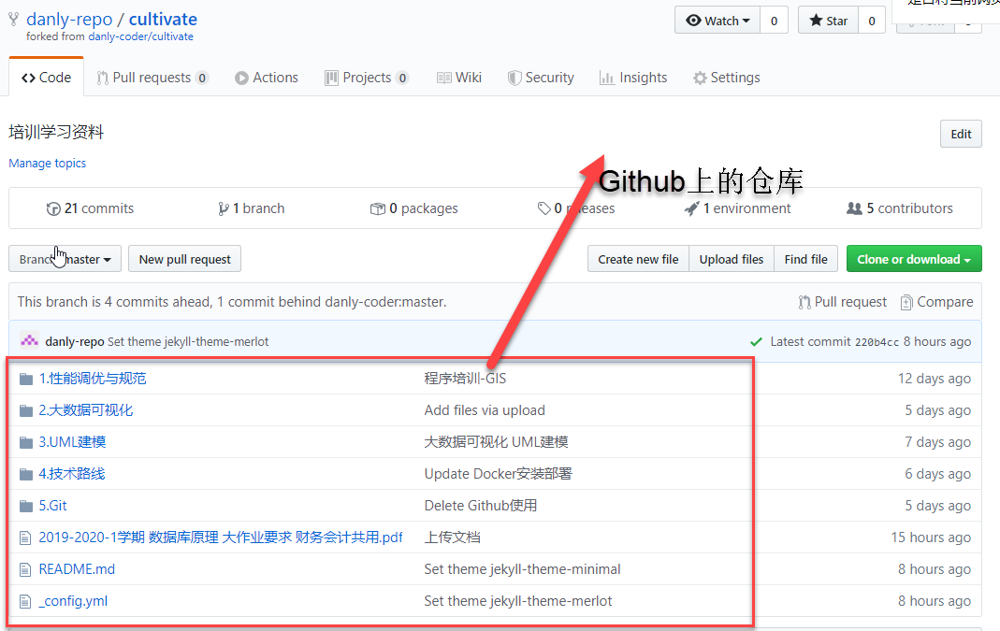 danly-repo / cultivate
Watch 0 Star 0
forked from danly-coder/cultivate
Code Pull requests 0 Actions Projects 0 Wiki Security Insights Settings
培训学习资料 Edit
Manage topics
Github上的仓库
21 commits 1 branch 0 packages 0 releases 1 environment 5 contributors
Branch: master New pull request Create new file Upload files Find file Clone or download
This branch is 4 commits ahead, 1 commit behind danly-coder:master. Pull request Compare
danly-repo Set theme jekyll-theme-merlot Latest commit 220b4cc 8 hours ago
1.性能调优与规范 程序培训-GIS 12 days ago
2.大数据可视化 Add files via upload 5 days ago
3.UML建模 大数据可视化 UML建模 7 days ago
4.技术路线 Update Docker安装部署 6 days ago
5.Git Delete Github使用 5 days ago
2019-2020-1学期 数据库原理 大作业要求 财务会计共用.pdf 上传文档 15 hours ago
README.md Set theme jekyll-theme-minimal 8 hours ago
_config.yml Set theme jekyll-theme-merlot 8 hours ago